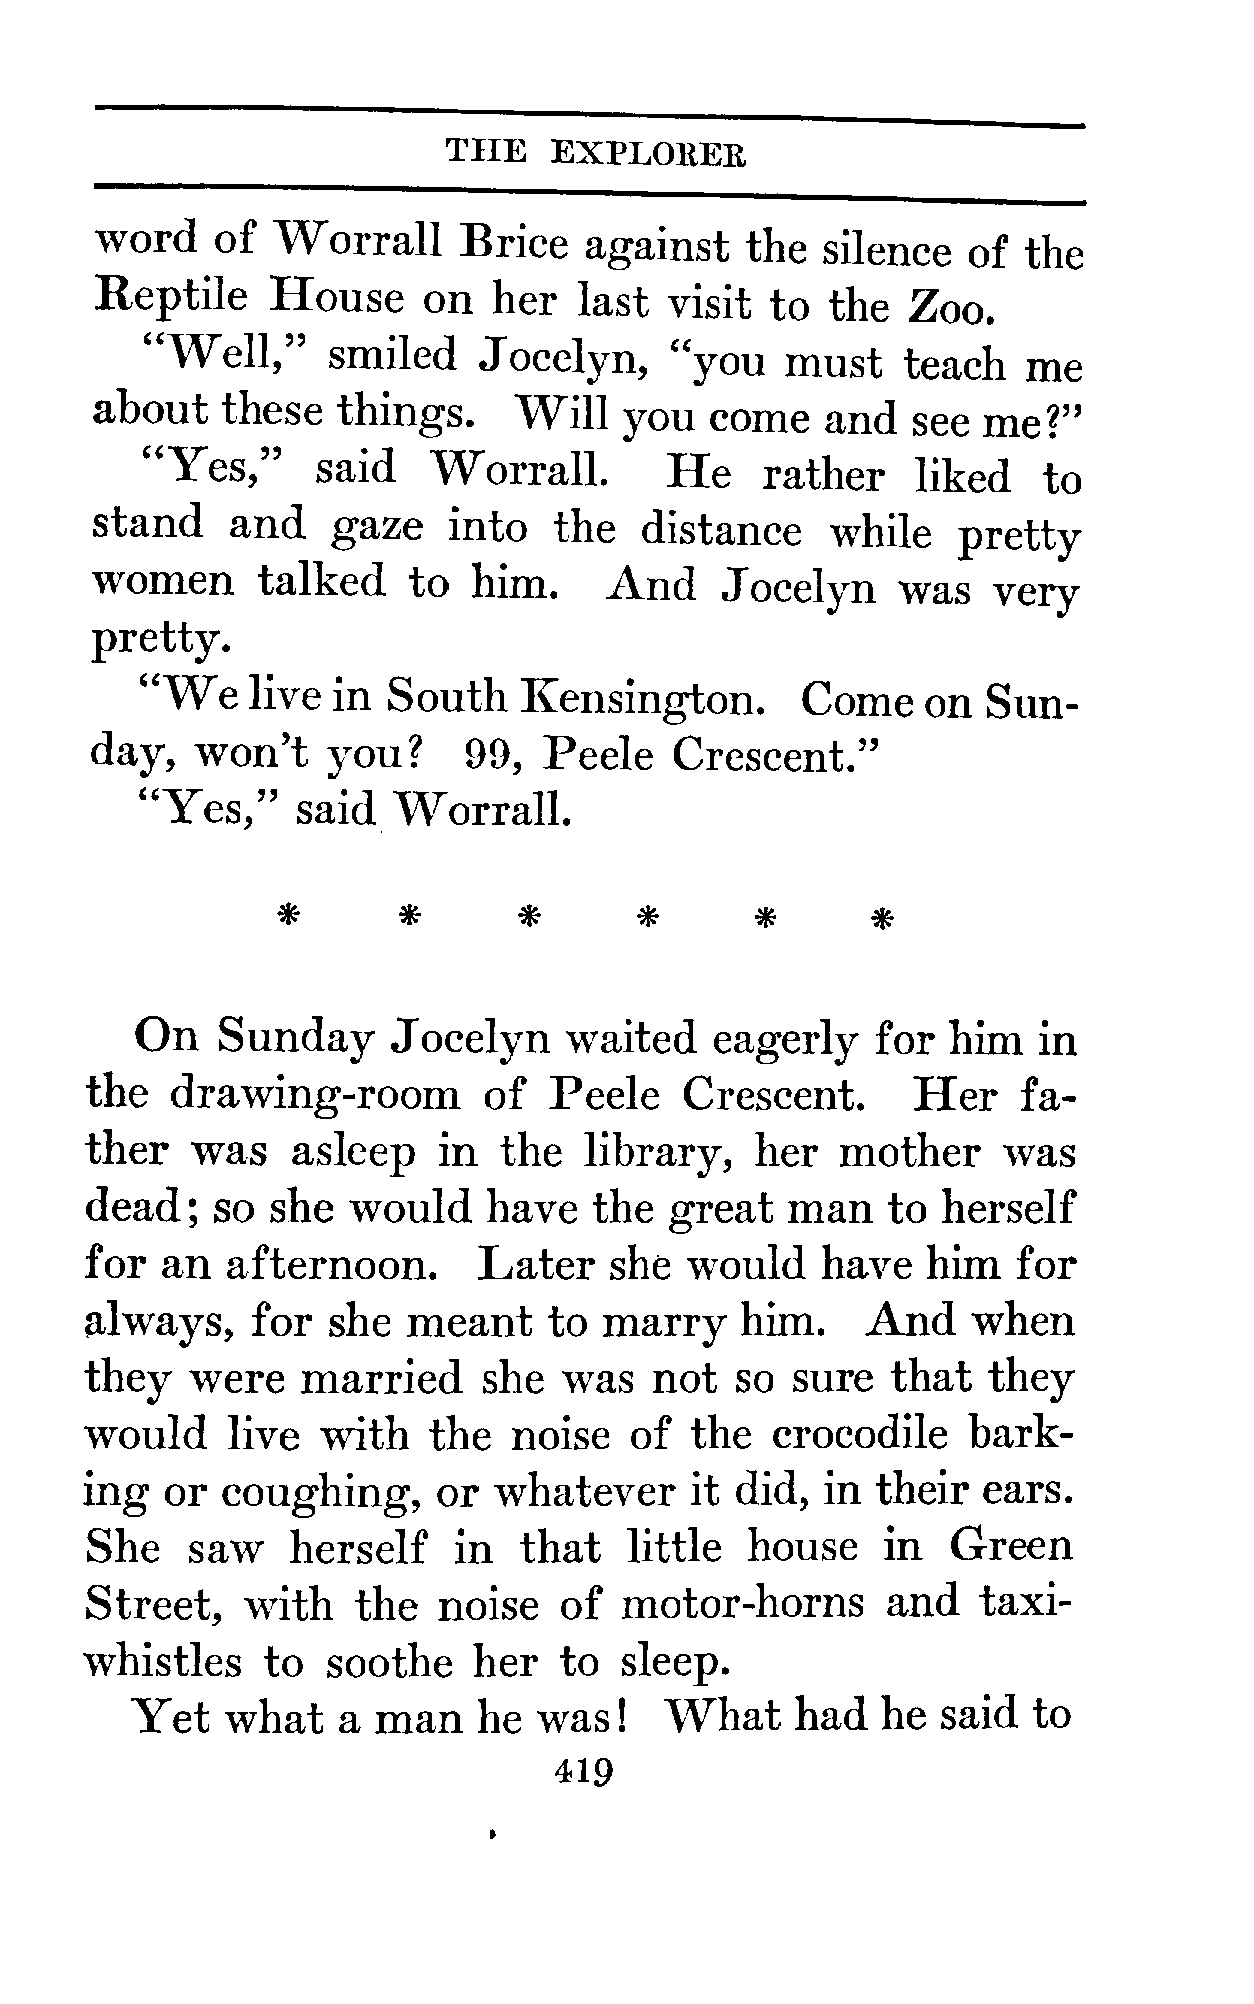 THE EXPLORER
word of Worrall Brice against the silence of the
Reptile House on her last visit to the Zoo.
“Well,” smiled Jocelyn, “you must teach me
about these things. Will you come and see me?”
“Yes,” said Worrall. He rather liked to
stand and gaze into the distance while pretty
women talked to him. And Jocelyn was very
pretty.
“We live in South Kensington. Come on Sun-
day, won’t you? 99, Peele Crescent.”
“Yes,” said Worrall.
* * * * * *
On Sunday Jocelyn waited eagerly for him in
the drawing-room of Peele Crescent. Her fa-
ther was asleep in the library, her mother was
dead; so she would have the great man to herself
for an afternoon. Later she would have him for
always, for she meant to marry him. And when
they were married she was not so sure that they
would live with the noise of the crocodile bark-
ing or coughing, or whatever it did, in their ears.
She saw herself in that little house in Green
Street, with the noise of motor-horns and taxi-
whistles to soothe her to sleep.
Yet what a man he was! What had he said to
419